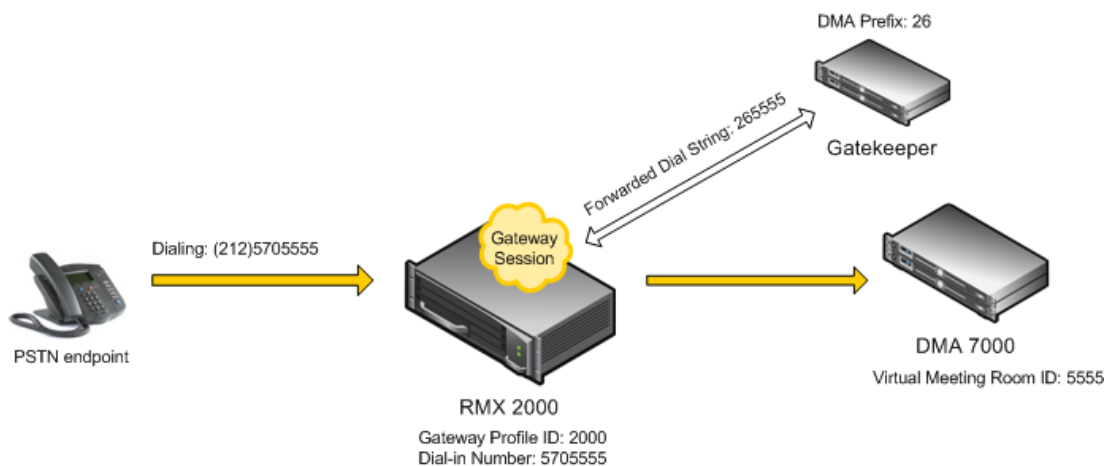 DMA Prefix: 26
Forwarded Dial String: 265555
Gatekeeper
Gateway
Session
Dialing: (212)5705555
PSTN endpoint
RMX 2000
Gateway Profile ID: 2000
Dial-in Number: 5705555
DMA 7000
Virtual Meeting Room ID: 5555